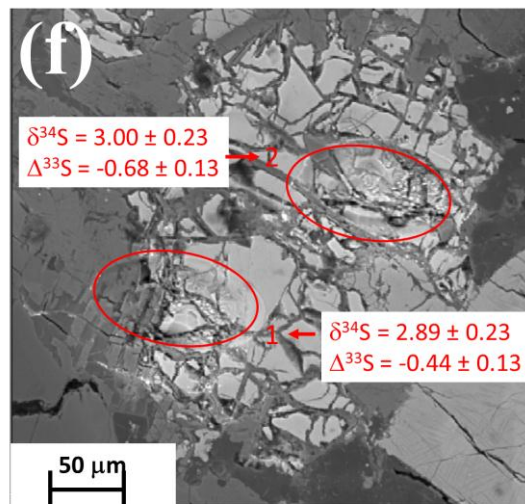 (f)
δ³⁴S = 3.00 ± 0.23
Δ³³S = -0.68 ± 0.13
2
1
δ³⁴S = 2.89 ± 0.23
Δ³³S = -0.44 ± 0.13
50 μm